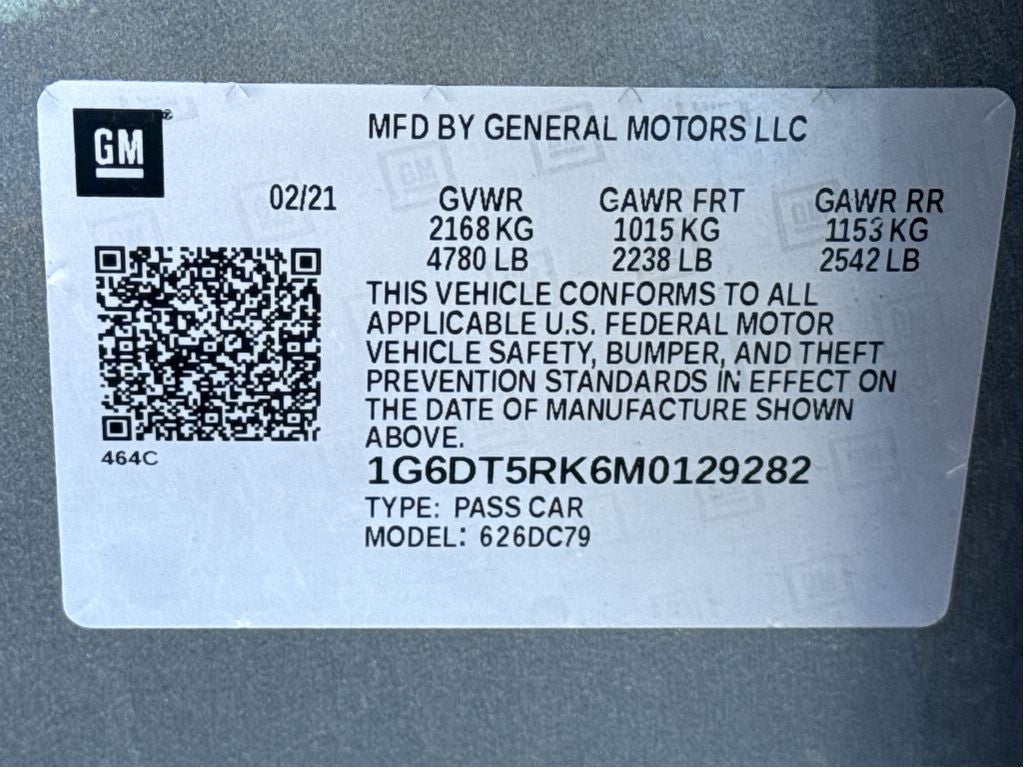 GM®
MFD BY GENERAL MOTORS LLC
02/21 GVWR GAWR FRT GAWR RR
2168 KG 1015 KG 1153 KG
4780 LB 2238 LB 2542 LB
THIS VEHICLE CONFORMS TO ALL
APPLICABLE U.S. FEDERAL MOTOR
VEHICLE SAFETY, BUMPER, AND THEFT
PREVENTION STANDARDS IN EFFECT ON
THE DATE OF MANUFACTURE SHOWN
ABOVE.
464C
1G6DT5RK6M0129282
TYPE: PASS CAR
MODEL: 626DC79